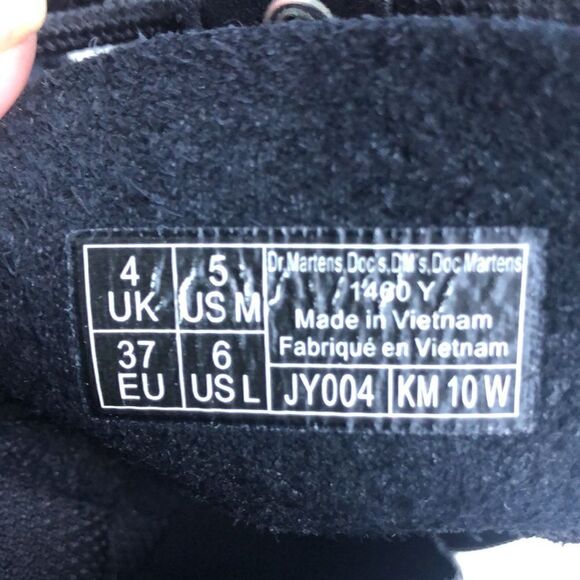 4
UK
5
US M
Dr.Martens,Doc's,DM's,Doc Martens
1460 Y
Made in Vietnam
Fabriqué en Vietnam
37
EU
6
US L
JY004
KM 10 W